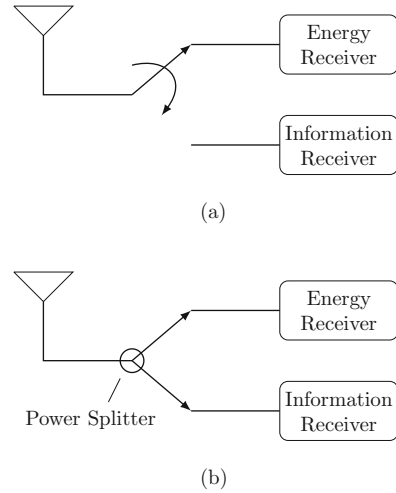 Energy
Receiver
Information
Receiver
(a)
Energy
Receiver
Power Splitter
Information
Receiver
(b)